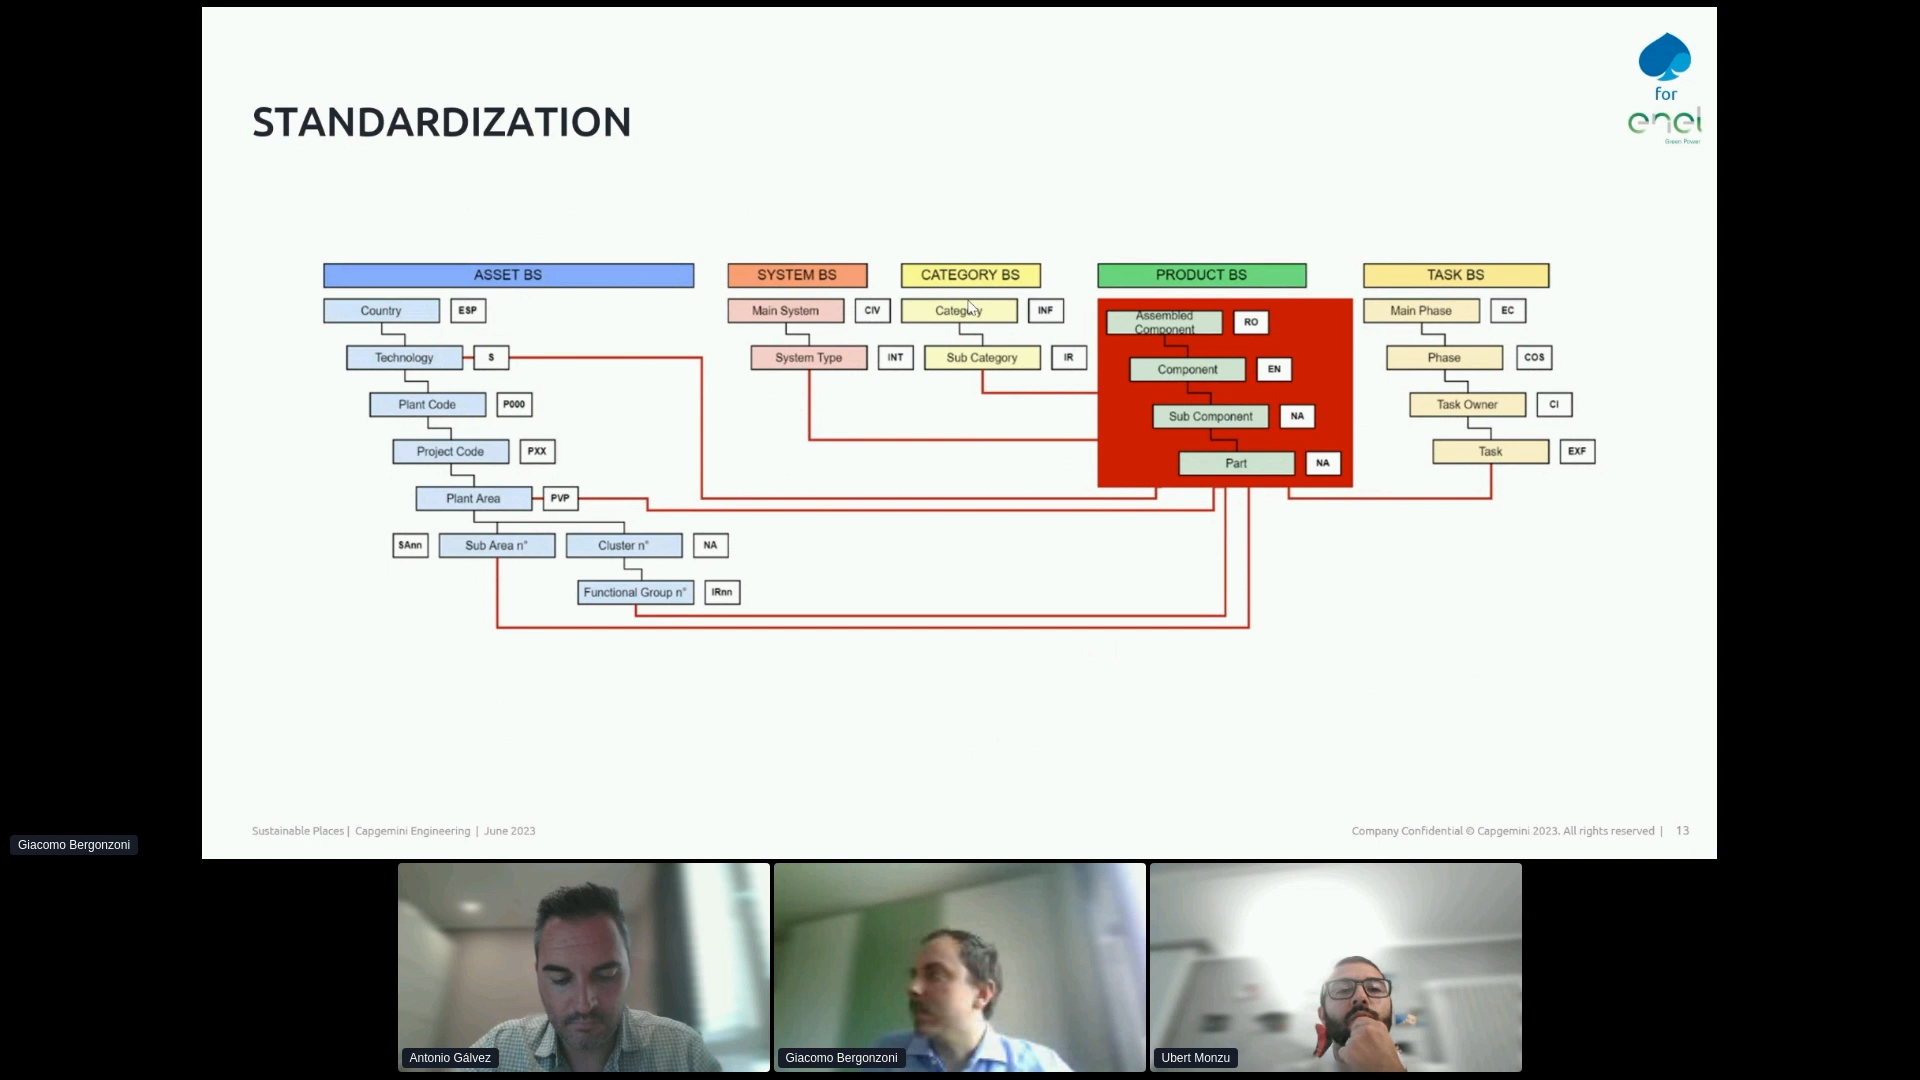 for
enel
Green Power
STANDARDIZATION
ASSET BS
SYSTEM BS
CATEGORY BS
PRODUCT BS
TASK BS
Country
ESP
Main System
CIV
Category
INF
Assembled
Component
RO
Main Phase
EC
Technology
S
System Type
INT
Sub Category
IR
Component
EN
Phase
COS
Plant Code
P000
Sub Component
NA
Task Owner
CI
Project Code
PXX
Part
NA
Task
EXF
Plant Area
PVP
SAnn
Sub Area n°
Cluster n°
NA
Functional Group n°
IRnn
Sustainable Places | Capgemini Engineering | June 2023
Company Confidential © Capgemini 2023. All rights reserved | 13
Giacomo Bergonzoni
Antonio Gálvez
Giacomo Bergonzoni
Ubert Monzu